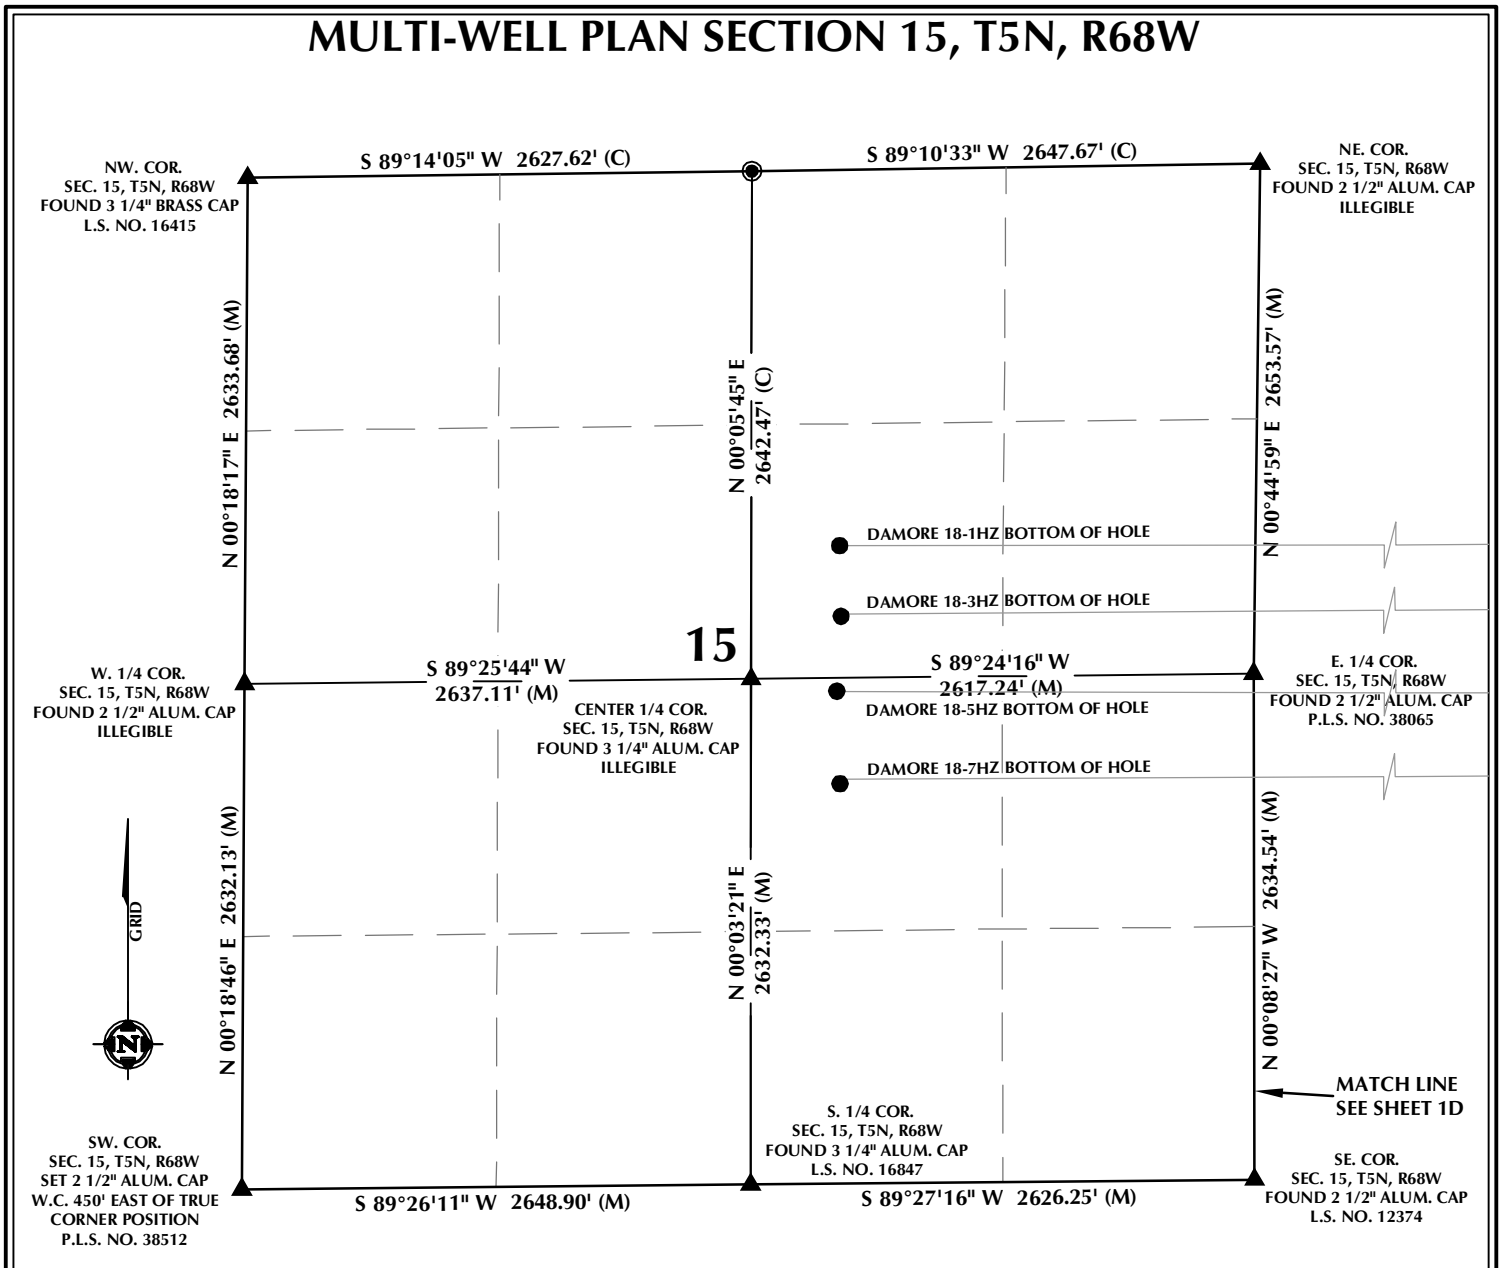 MULTI-WELL PLAN SECTION 15, T5N, R68W
NW. COR.
SEC. 15, T5N, R68W
FOUND 3 1/4" BRASS CAP
L.S. NO. 16415
S 89°14'05" W 2627.62' (C)
S 89°10'33" W 2647.67' (C)
NE. COR.
SEC. 15, T5N, R68W
FOUND 2 1/2" ALUM. CAP
ILLEGIBLE
N 00°18'17" E 2633.68' (M)
N 00°05'45" E
2642.47' (C)
N 00°44'59" E 2653.57' (M)
DAMORE 18-1HZ BOTTOM OF HOLE
DAMORE 18-3HZ BOTTOM OF HOLE
15
W. 1/4 COR.
SEC. 15, T5N, R68W
FOUND 2 1/2" ALUM. CAP
ILLEGIBLE
S 89°25'44" W
2637.11' (M)
S 89°24'16" W
2617.24' (M)
E. 1/4 COR.
SEC. 15, T5N, R68W
FOUND 2 1/2" ALUM. CAP
P.L.S. NO. 38065
CENTER 1/4 COR.
SEC. 15, T5N, R68W
FOUND 3 1/4" ALUM. CAP
ILLEGIBLE
DAMORE 18-5HZ BOTTOM OF HOLE
DAMORE 18-7HZ BOTTOM OF HOLE
GRID
N
N 00°18'46" E 2632.13' (M)
N 00°03'21" E
2632.33' (M)
N 00°08'27" W 2634.54' (M)
MATCH LINE
SEE SHEET 1D
SW. COR.
SEC. 15, T5N, R68W
SET 2 1/2" ALUM. CAP
W.C. 450' EAST OF TRUE
CORNER POSITION
P.L.S. NO. 38512
S 89°26'11" W 2648.90' (M)
S. 1/4 COR.
SEC. 15, T5N, R68W
FOUND 3 1/4" ALUM. CAP
L.S. NO. 16847
S 89°27'16" W 2626.25' (M)
SE. COR.
SEC. 15, T5N, R68W
FOUND 2 1/2" ALUM. CAP
L.S. NO. 12374